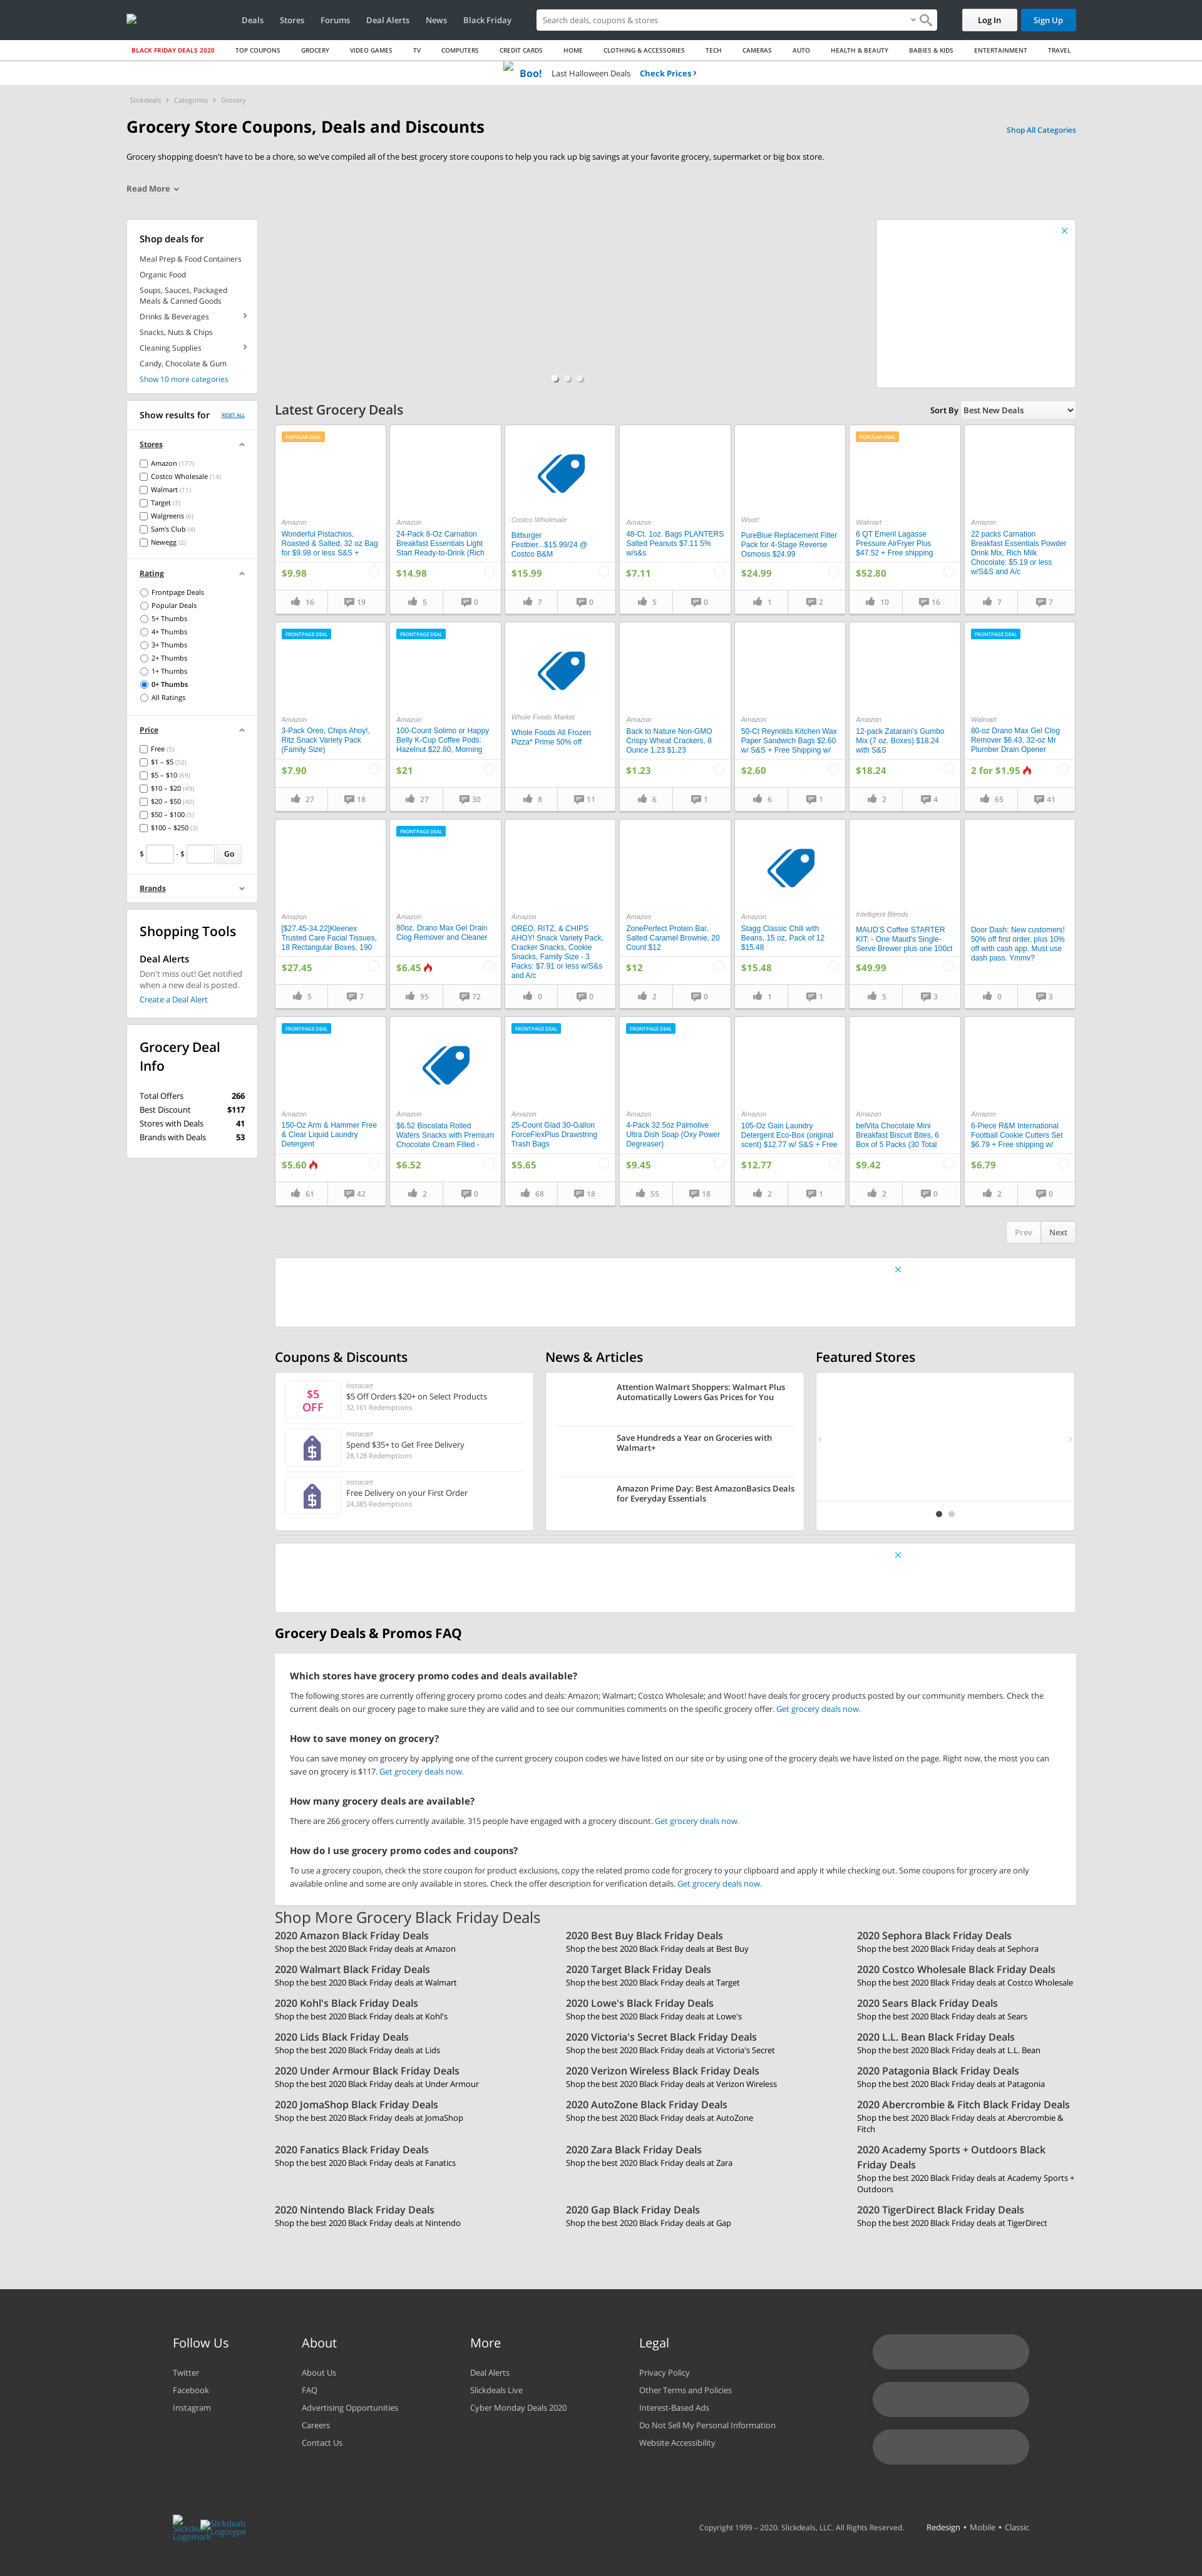 Deals Stores Forums Deal Alerts News Black Friday
Search deals, coupons & stores
Log In Sign Up
BLACK FRIDAY DEALS 2020 TOP COUPONS GROCERY VIDEO GAMES TV COMPUTERS CREDIT CARDS HOME CLOTHING & ACCESSORIES TECH CAMERAS AUTO HEALTH & BEAUTY BABIES & KIDS ENTERTAINMENT TRAVEL
Boo! Last Halloween Deals Check Prices
Slickdeals > Categories > Grocery
Grocery Store Coupons, Deals and Discounts
Shop All Categories
Grocery shopping doesn't have to be a chore, so we've compiled all of the best grocery store coupons to help you rack up big savings at your favorite grocery, supermarket or big box store.
Read More
Shop deals for
Meal Prep & Food Containers
Organic Food
Soups, Sauces, Packaged
Meals & Canned Goods
Drinks & Beverages
Snacks, Nuts & Chips
Cleaning Supplies
Candy, Chocolate & Gum
Show 10 more categories
Show results for RESET ALL
Stores
Amazon (177)
Costco Wholesale (14)
Walmart (11)
Target (7)
Walgreens (6)
Sam's Club (4)
Newegg (2)
Rating
Frontpage Deals
Popular Deals
5+ Thumbs
4+ Thumbs
3+ Thumbs
2+ Thumbs
1+ Thumbs
0+ Thumbs
All Ratings
Price
Free (5)
$1 – $5 (50)
$5 – $10 (69)
$10 – $20 (49)
$20 – $50 (40)
$50 – $100 (5)
$100 – $250 (3)
$ - $ Go
Brands
Shopping Tools
Deal Alerts
Don't miss out! Get notified
when a new deal is posted.
Create a Deal Alert
Grocery Deal
Info
Total Offers 266
Best Discount $117
Stores with Deals 41
Brands with Deals 53
Latest Grocery Deals
Sort By Best New Deals
POPULAR DEAL
Amazon
Wonderful Pistachios,
Roasted & Salted, 32 oz Bag
for $9.98 or less S&S +
$9.98
16 19
Amazon
24-Pack 8-Oz Carnation
Breakfast Essentials Light
Start Ready-to-Drink (Rich
$14.98
5 0
Costco Wholesale
Bitburger
Festbier...$15.99/24 @
Costco B&M
$15.99
7 0
Amazon
48-Ct. 1oz. Bags PLANTERS
Salted Peanuts $7.11 5%
w/s&s
$7.11
5 0
Woot!
PureBlue Replacement Filter
Pack for 4-Stage Reverse
Osmosis $24.99
$24.99
1 2
POPULAR DEAL
Walmart
6 QT Emeril Lagasse
Pressure AirFryer Plus
$47.52 + Free shipping
$52.80
10 16
Amazon
22 packs Carnation
Breakfast Essentials Powder
Drink Mix, Rich Milk
Chocolate: $5.19 or less
w/S&S and A/c
7 7
FRONTPAGE DEAL
Amazon
3-Pack Oreo, Chips Ahoy!,
Ritz Snack Variety Pack
(Family Size)
$7.90
27 18
FRONTPAGE DEAL
Amazon
100-Count Solimo or Happy
Belly K-Cup Coffee Pods:
Hazelnut $22.80, Morning
$21
27 30
Whole Foods Market
Whole Foods All Frozen
Pizza* Prime 50% off
8 11
Amazon
Back to Nature Non-GMO
Crispy Wheat Crackers, 8
Ounce 1.23 $1.23
$1.23
6 1
Amazon
50-Ct Reynolds Kitchen Wax
Paper Sandwich Bags $2.60
w/ S&S + Free Shipping w/
$2.60
6 1
Amazon
12-pack Zatarain's Gumbo
Mix (7 oz. Boxes) $18.24
with S&S
$18.24
2 4
FRONTPAGE DEAL
Walmart
80-oz Drano Max Gel Clog
Remover $6.43, 32-oz Mr
Plumber Drain Opener
2 for $1.95
65 41
Amazon
[$27.45-34.22]Kleenex
Trusted Care Facial Tissues,
18 Rectangular Boxes, 190
$27.45
5 7
FRONTPAGE DEAL
Amazon
80oz. Drano Max Gel Drain
Clog Remover and Cleaner
$6.45
95 72
Amazon
OREO, RITZ, & CHIPS
AHOY! Snack Variety Pack,
Cracker Snacks, Cookie
Snacks, Family Size - 3
Packs: $7.91 or less w/S&s
and A/c
0 0
Amazon
ZonePerfect Protein Bar,
Salted Caramel Brownie, 20
Count $12
$12
2 0
Amazon
Stagg Classic Chili with
Beans, 15 oz, Pack of 12
$15.48
$15.48
1 1
Intelligent Blends
MAUD'S Coffee STARTER
KIT: - One Maud's Single-
Serve Brewer plus one 100ct
$49.99
5 3
Door Dash: New customers!
50% off first order, plus 10%
off with cash app. Must use
dash pass. Ymmv?
0 3
FRONTPAGE DEAL
Amazon
150-Oz Arm & Hammer Free
& Clear Liquid Laundry
Detergent
$5.60
61 42
Amazon
$6.52 Biscolata Rolled
Wafers Snacks with Premium
Chocolate Cream Filled -
$6.52
2 0
FRONTPAGE DEAL
Amazon
25-Count Glad 30-Gallon
ForceFlexPlus Drawstring
Trash Bags
$5.65
68 18
FRONTPAGE DEAL
Amazon
4-Pack 32.5oz Palmolive
Ultra Dish Soap (Oxy Power
Degreaser)
$9.45
55 18
Amazon
105-Oz Gain Laundry
Detergent Eco-Box (original
scent) $12.77 w/ S&S + Free
$12.77
2 1
Amazon
belVita Chocolate Mini
Breakfast Biscuit Bites, 6
Box of 5 Packs (30 Total
$9.42
2 0
Amazon
6-Piece R&M International
Football Cookie Cutters Set
$6.79 + Free shipping w/
$6.79
2 0
Prev Next
Coupons & Discounts
$5
OFF
Instacart
$5 Off Orders $20+ on Select Products
32,161 Redemptions
Instacart
Spend $35+ to Get Free Delivery
28,128 Redemptions
Instacart
Free Delivery on your First Order
24,385 Redemptions
News & Articles
Attention Walmart Shoppers: Walmart Plus
Automatically Lowers Gas Prices for You
Save Hundreds a Year on Groceries with
Walmart+
Amazon Prime Day: Best AmazonBasics Deals
for Everyday Essentials
Featured Stores
Grocery Deals & Promos FAQ
Which stores have grocery promo codes and deals available?
The following stores are currently offering grocery promo codes and deals: Amazon; Walmart; Costco Wholesale; and Woot! have deals for grocery products posted by our community members. Check the
current deals on our grocery page to make sure they are valid and to see our communities comments on the specific grocery offer. Get grocery deals now.
How to save money on grocery?
You can save money on grocery by applying one of the current grocery coupon codes we have listed on our site or by using one of the grocery deals we have listed on the page. Right now, the most you can
save on grocery is $117. Get grocery deals now.
How many grocery deals are available?
There are 266 grocery offers currently available. 315 people have engaged with a grocery discount. Get grocery deals now.
How do I use grocery promo codes and coupons?
To use a grocery coupon, check the store coupon for product exclusions, copy the related promo code for grocery to your clipboard and apply it while checking out. Some coupons for grocery are only
available online and some are only available in stores. Check the offer description for verification details. Get grocery deals now.
Shop More Grocery Black Friday Deals
2020 Amazon Black Friday Deals
Shop the best 2020 Black Friday deals at Amazon
2020 Best Buy Black Friday Deals
Shop the best 2020 Black Friday deals at Best Buy
2020 Sephora Black Friday Deals
Shop the best 2020 Black Friday deals at Sephora
2020 Walmart Black Friday Deals
Shop the best 2020 Black Friday deals at Walmart
2020 Target Black Friday Deals
Shop the best 2020 Black Friday deals at Target
2020 Costco Wholesale Black Friday Deals
Shop the best 2020 Black Friday deals at Costco Wholesale
2020 Kohl's Black Friday Deals
Shop the best 2020 Black Friday deals at Kohl's
2020 Lowe's Black Friday Deals
Shop the best 2020 Black Friday deals at Lowe's
2020 Sears Black Friday Deals
Shop the best 2020 Black Friday deals at Sears
2020 Lids Black Friday Deals
Shop the best 2020 Black Friday deals at Lids
2020 Victoria's Secret Black Friday Deals
Shop the best 2020 Black Friday deals at Victoria's Secret
2020 L.L. Bean Black Friday Deals
Shop the best 2020 Black Friday deals at L.L. Bean
2020 Under Armour Black Friday Deals
Shop the best 2020 Black Friday deals at Under Armour
2020 Verizon Wireless Black Friday Deals
Shop the best 2020 Black Friday deals at Verizon Wireless
2020 Patagonia Black Friday Deals
Shop the best 2020 Black Friday deals at Patagonia
2020 JomaShop Black Friday Deals
Shop the best 2020 Black Friday deals at JomaShop
2020 AutoZone Black Friday Deals
Shop the best 2020 Black Friday deals at AutoZone
2020 Abercrombie & Fitch Black Friday Deals
Shop the best 2020 Black Friday deals at Abercrombie &
Fitch
2020 Fanatics Black Friday Deals
Shop the best 2020 Black Friday deals at Fanatics
2020 Zara Black Friday Deals
Shop the best 2020 Black Friday deals at Zara
2020 Academy Sports + Outdoors Black
Friday Deals
Shop the best 2020 Black Friday deals at Academy Sports +
Outdoors
2020 Nintendo Black Friday Deals
Shop the best 2020 Black Friday deals at Nintendo
2020 Gap Black Friday Deals
Shop the best 2020 Black Friday deals at Gap
2020 TigerDirect Black Friday Deals
Shop the best 2020 Black Friday deals at TigerDirect
Follow Us
Twitter
Facebook
Instagram
About
About Us
FAQ
Advertising Opportunities
Careers
Contact Us
More
Deal Alerts
Slickdeals Live
Cyber Monday Deals 2020
Legal
Privacy Policy
Other Terms and Policies
Interest-Based Ads
Do Not Sell My Personal Information
Website Accessibility
Slickdeals
Logomark
Slickdeals
Logotype
Copyright 1999 – 2020. Slickdeals, LLC. All Rights Reserved. Redesign • Mobile • Classic